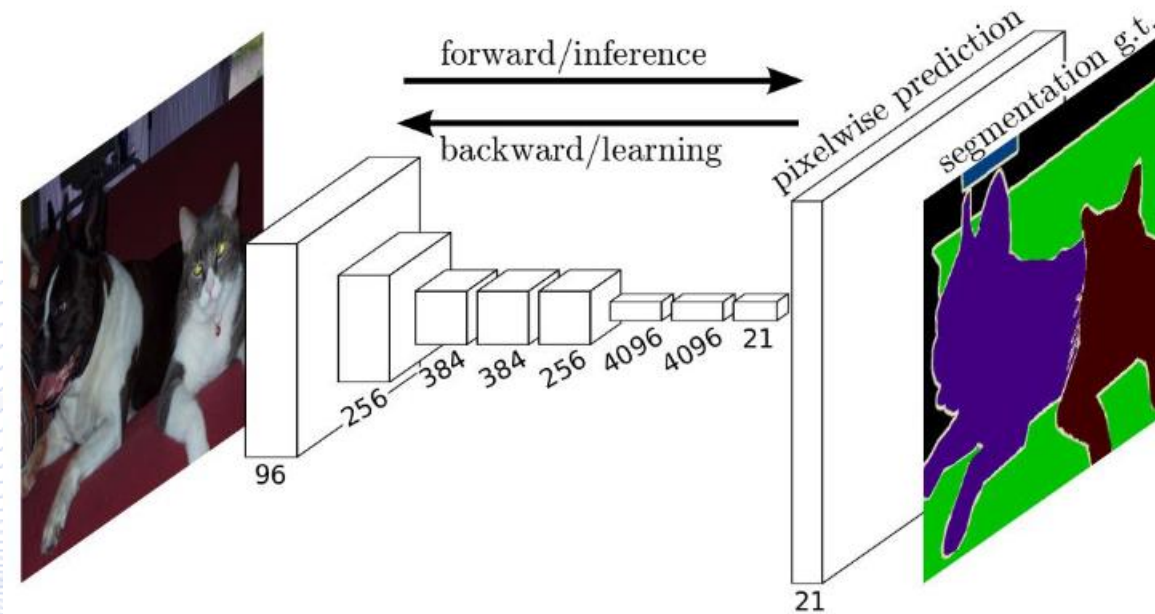 forward/inference
backward/learning
pixelwise prediction
segmentation g.t.
96
256
384
384
256
4096
4096
21
21